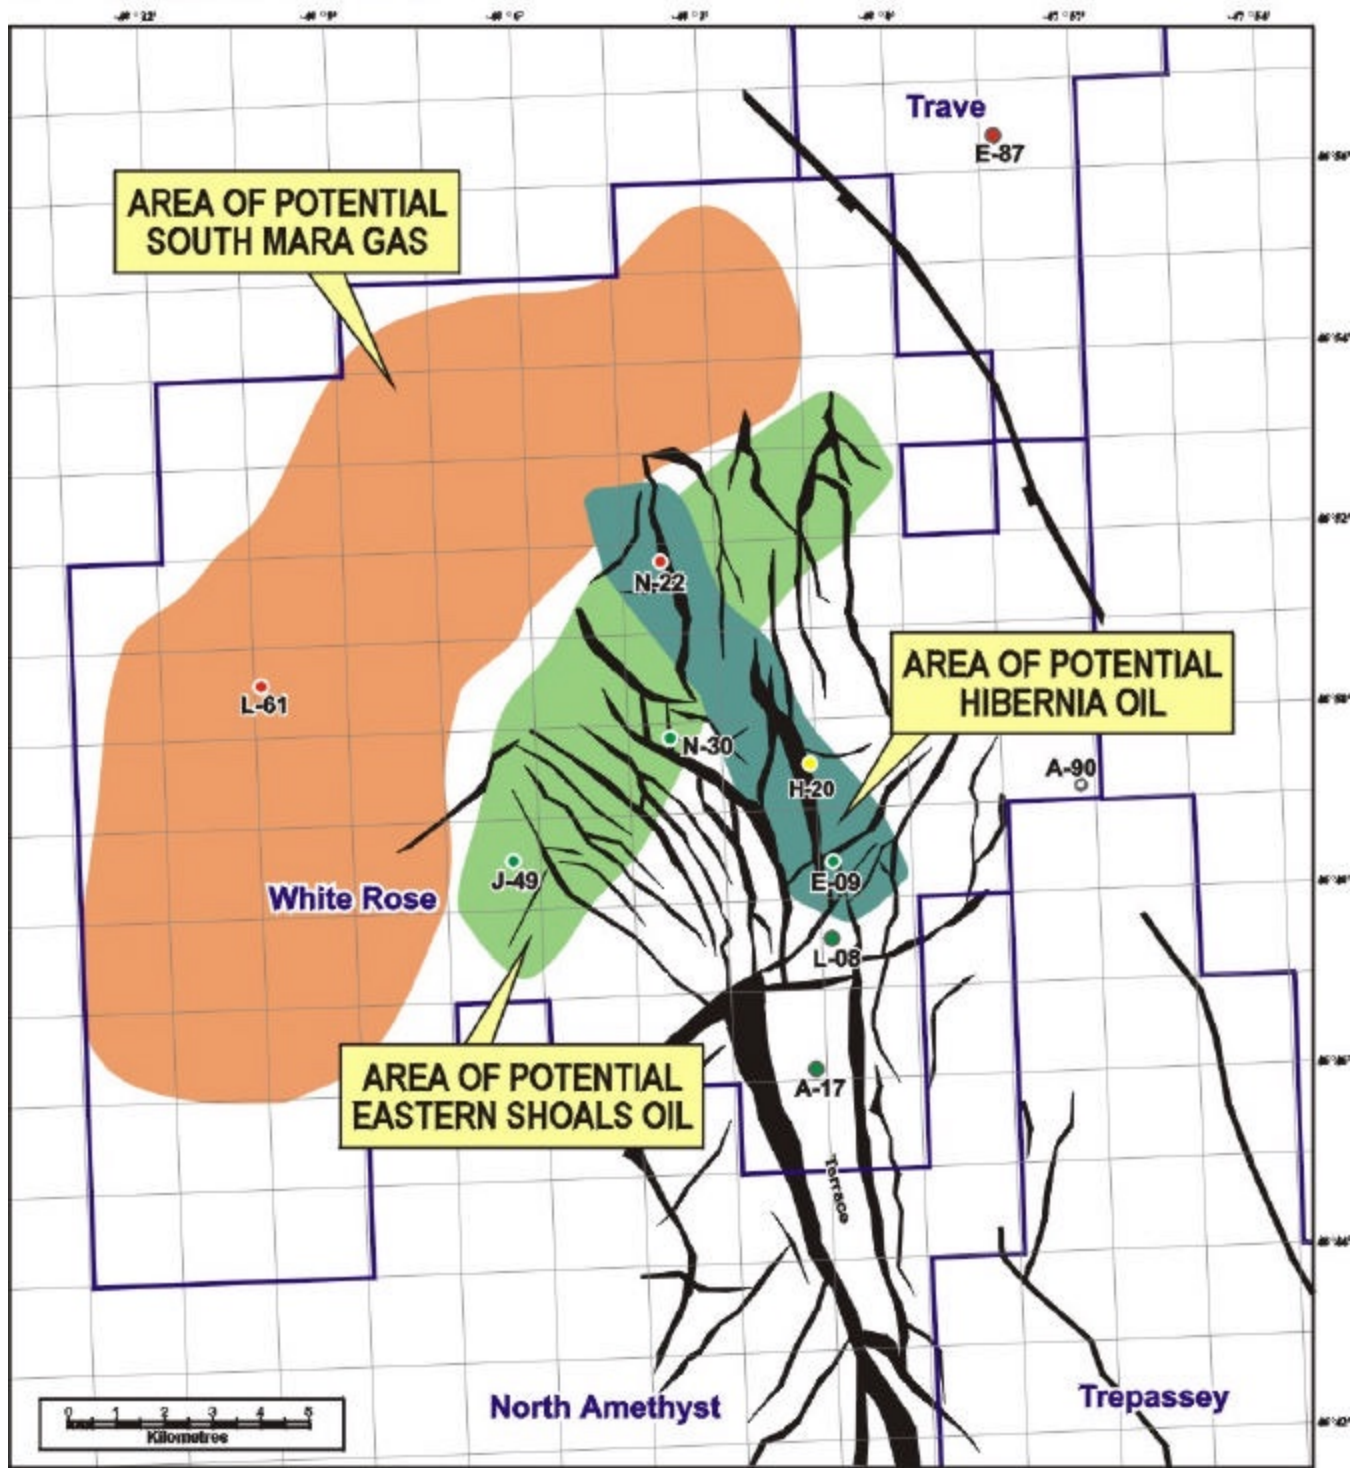 Trave
E-87
AREA OF POTENTIAL
SOUTH MARA GAS
N-22
AREA OF POTENTIAL
HIBERNIA OIL
L-61
N-30
H-20
A-90
J-49
E-09
White Rose
L-08
AREA OF POTENTIAL
EASTERN SHOALS OIL
A-17
Terrace
North Amethyst
Trepassey
0 1 2 3 4 5
Kilometres